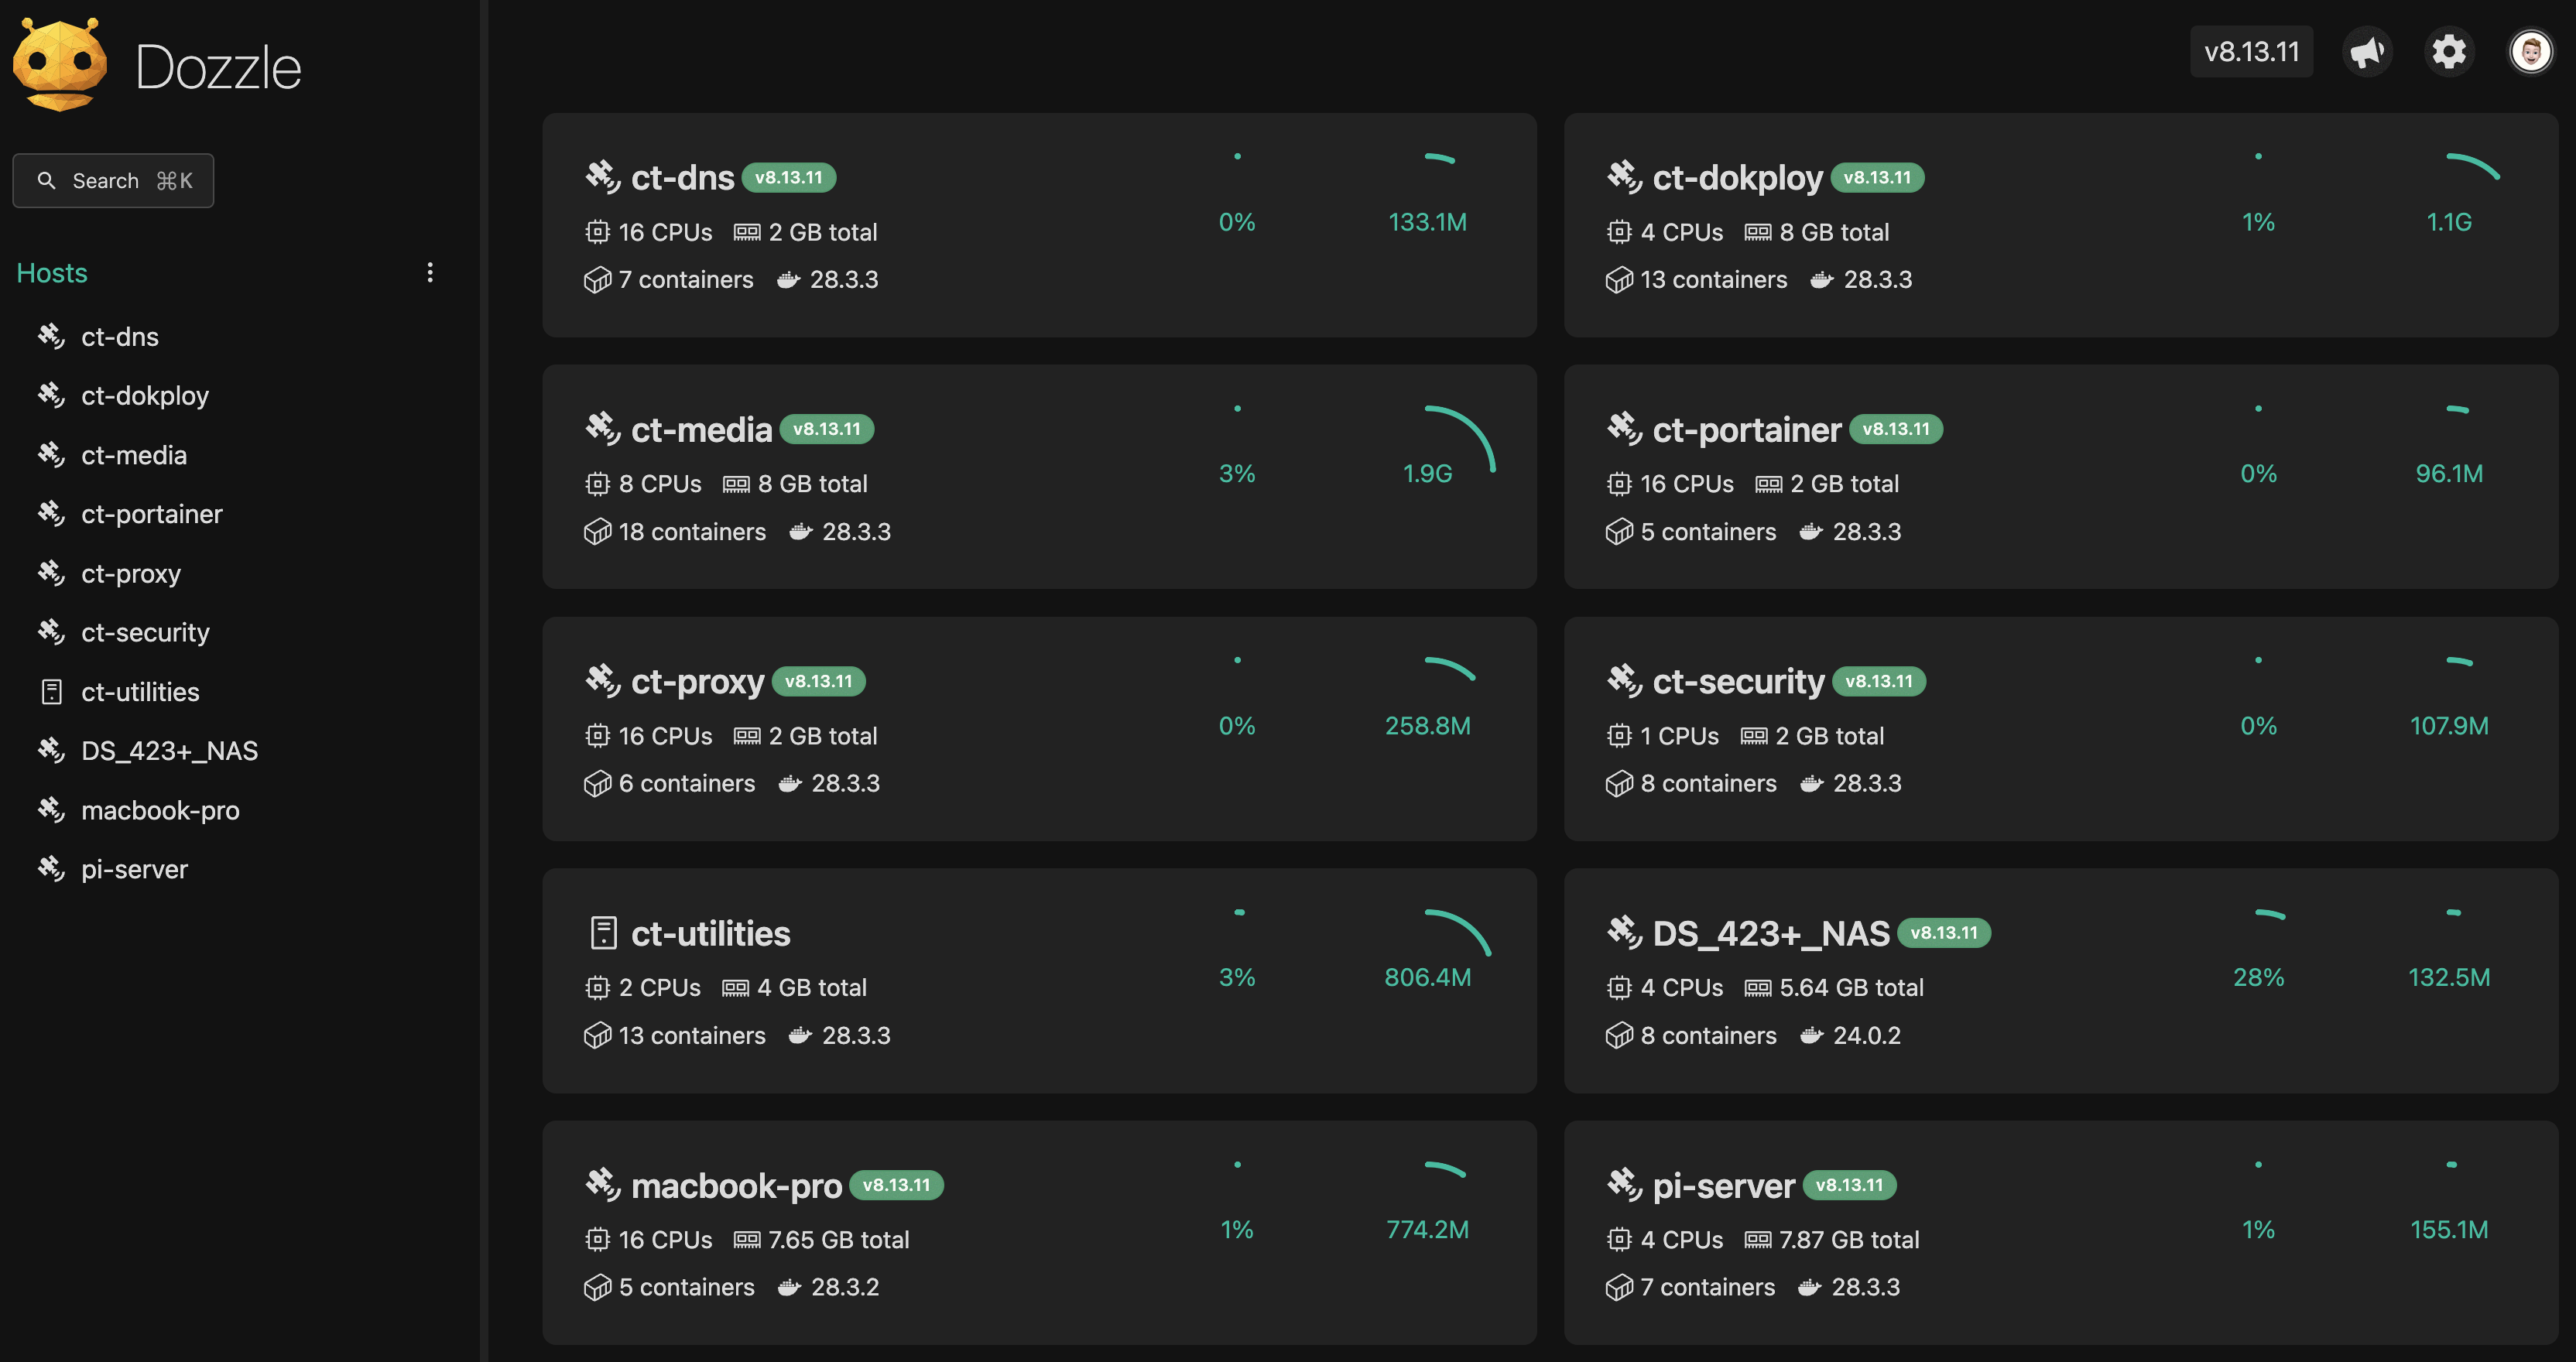 Dozzle
Search ⌘K
Hosts
ct-dns
ct-dokploy
ct-media
ct-portainer
ct-proxy
ct-security
ct-utilities
DS_423+_NAS
macbook-pro
pi-server
v8.13.11
ct-dns v8.13.11
16 CPUs 2 GB total
7 containers 28.3.3
0% 133.1M
ct-dokploy v8.13.11
4 CPUs 8 GB total
13 containers 28.3.3
1% 1.1G
ct-media v8.13.11
8 CPUs 8 GB total
18 containers 28.3.3
3% 1.9G
ct-portainer v8.13.11
16 CPUs 2 GB total
5 containers 28.3.3
0% 96.1M
ct-proxy v8.13.11
16 CPUs 2 GB total
6 containers 28.3.3
0% 258.8M
ct-security v8.13.11
1 CPUs 2 GB total
8 containers 28.3.3
0% 107.9M
ct-utilities
2 CPUs 4 GB total
13 containers 28.3.3
3% 806.4M
DS_423+_NAS v8.13.11
4 CPUs 5.64 GB total
8 containers 24.0.2
28% 132.5M
macbook-pro v8.13.11
16 CPUs 7.65 GB total
5 containers 28.3.2
1% 774.2M
pi-server v8.13.11
4 CPUs 7.87 GB total
7 containers 28.3.3
1% 155.1M